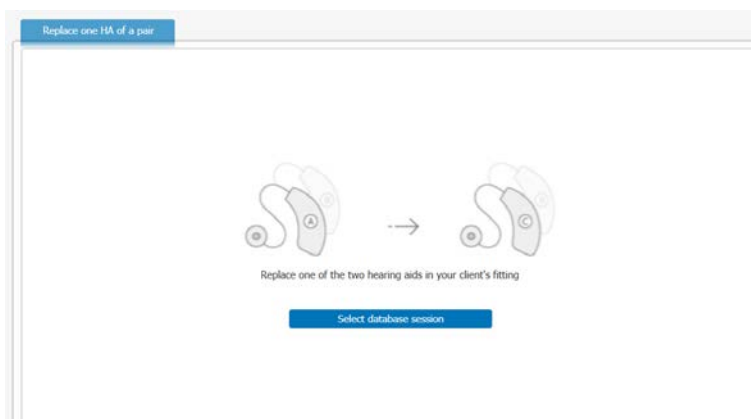 Replace one HA of a pair
A
C
Replace one of the two hearing aids in your client's fitting
Select database session